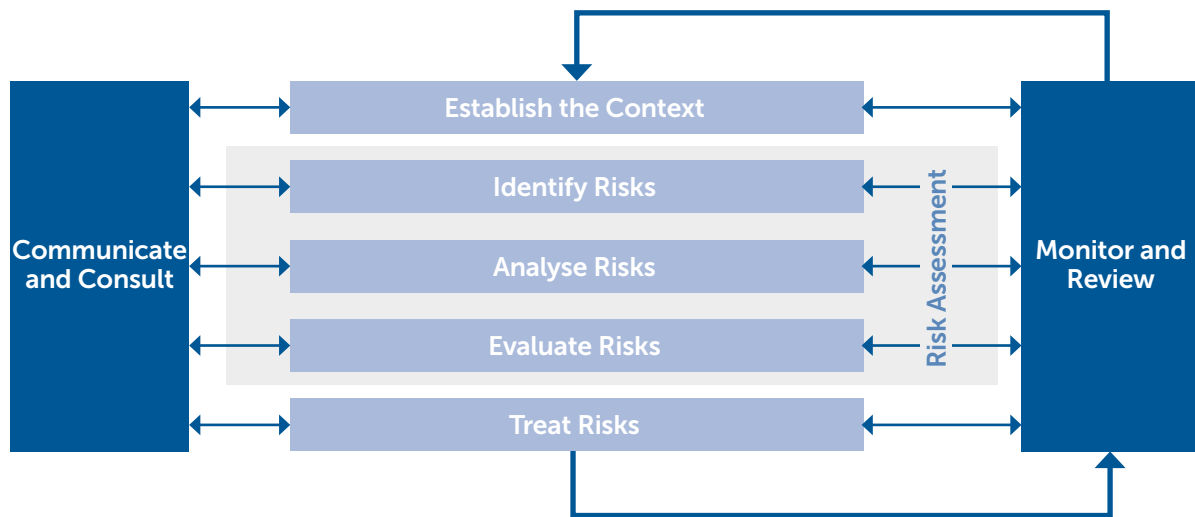 Establish the Context
Identify Risks
Communicate
and Consult
Analyse Risks
Evaluate Risks
Treat Risks
Risk Assessment
Monitor and
Review